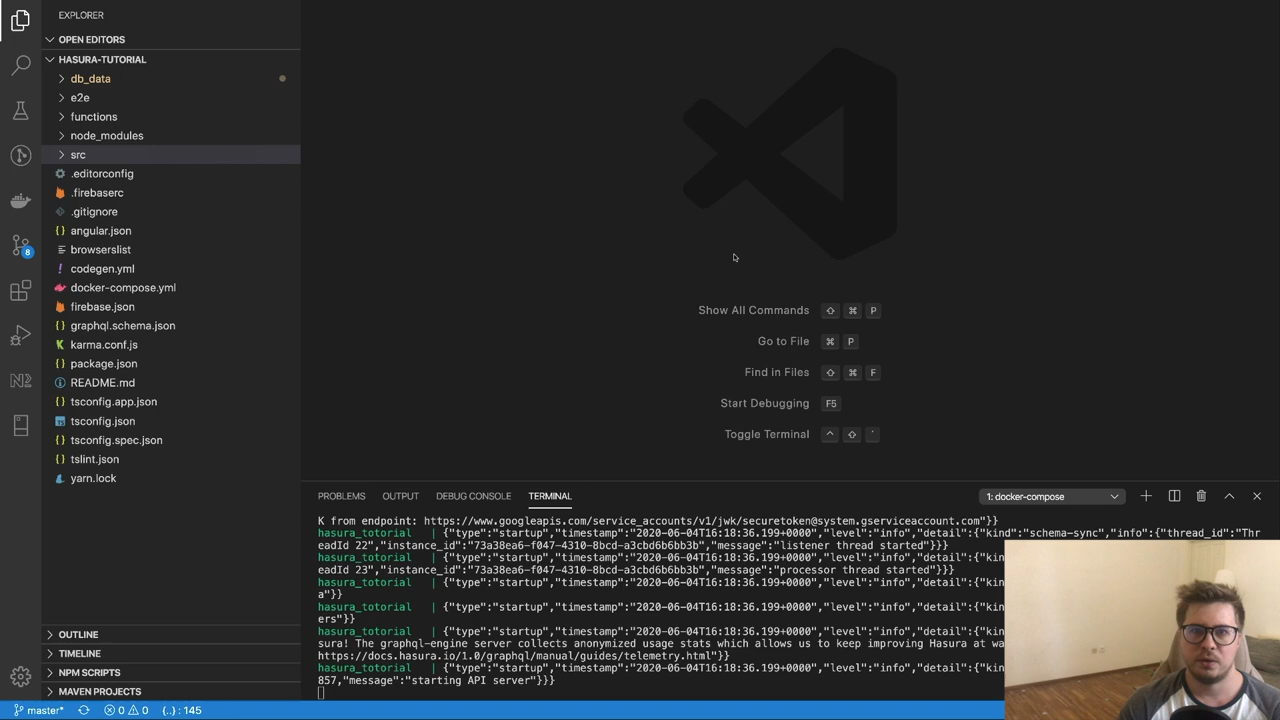 EXPLORER
OPEN EDITORS
HASURA-TUTORIAL
db_data
e2e
functions
node_modules
src
.editorconfig
.firebaserc
.gitignore
angular.json
browserslist
codegen.yml
docker-compose.yml
firebase.json
graphql.schema.json
karma.conf.js
package.json
README.md
tsconfig.app.json
tsconfig.json
tsconfig.spec.json
tslint.json
yarn.lock
OUTLINE
TIMELINE
NPM SCRIPTS
MAVEN PROJECTS
8
N2
Show All Commands ⇧ ⌘ P
Go to File ⌘ P
Find in Files ⇧ ⌘ F
Start Debugging F5
Toggle Terminal ^ ⇧ `
PROBLEMS OUTPUT DEBUG CONSOLE TERMINAL 1: docker-compose
K from endpoint: https://www.googleapis.com/service_accounts/v1/jwk/securetoken@system.gserviceaccount.com"}}
hasura_totorial | {"type":"startup","timestamp":"2020-06-04T16:18:36.199+0000","level":"info","detail":{"kind":"schema-sync","info":{"thread_id":"Thr
eadId 22","instance_id":"73a38ea6-f047-4310-8bcd-a3cbd6b6bb3b","message":"listener thread started"}}}
hasura_totorial | {"type":"startup","timestamp":"2020-06-04T16:18:36.199+0000","level":"info","detail":{"kin
eadId 23","instance_id":"73a38ea6-f047-4310-8bcd-a3cbd6b6bb3b","message":"processor thread started"}}}
hasura_totorial | {"type":"startup","timestamp":"2020-06-04T16:18:36.199+0000","level":"info","detail":{"kin
a"}}
hasura_totorial | {"type":"startup","timestamp":"2020-06-04T16:18:36.199+0000","level":"info","detail":{"kin
ers"}}
hasura_totorial | {"type":"startup","timestamp":"2020-06-04T16:18:36.199+0000","level":"info","detail":{"kin
sura! The graphql-engine server collects anonymized usage stats which allows us to keep improving Hasura at wa
https://docs.hasura.io/1.0/graphql/manual/guides/telemetry.html"}}
hasura_totorial | {"type":"startup","timestamp":"2020-06-04T16:18:36.199+0000","level":"info","detail":{"kin
857,"message":"starting API server"}}}
master* 0 0 {..} : 145